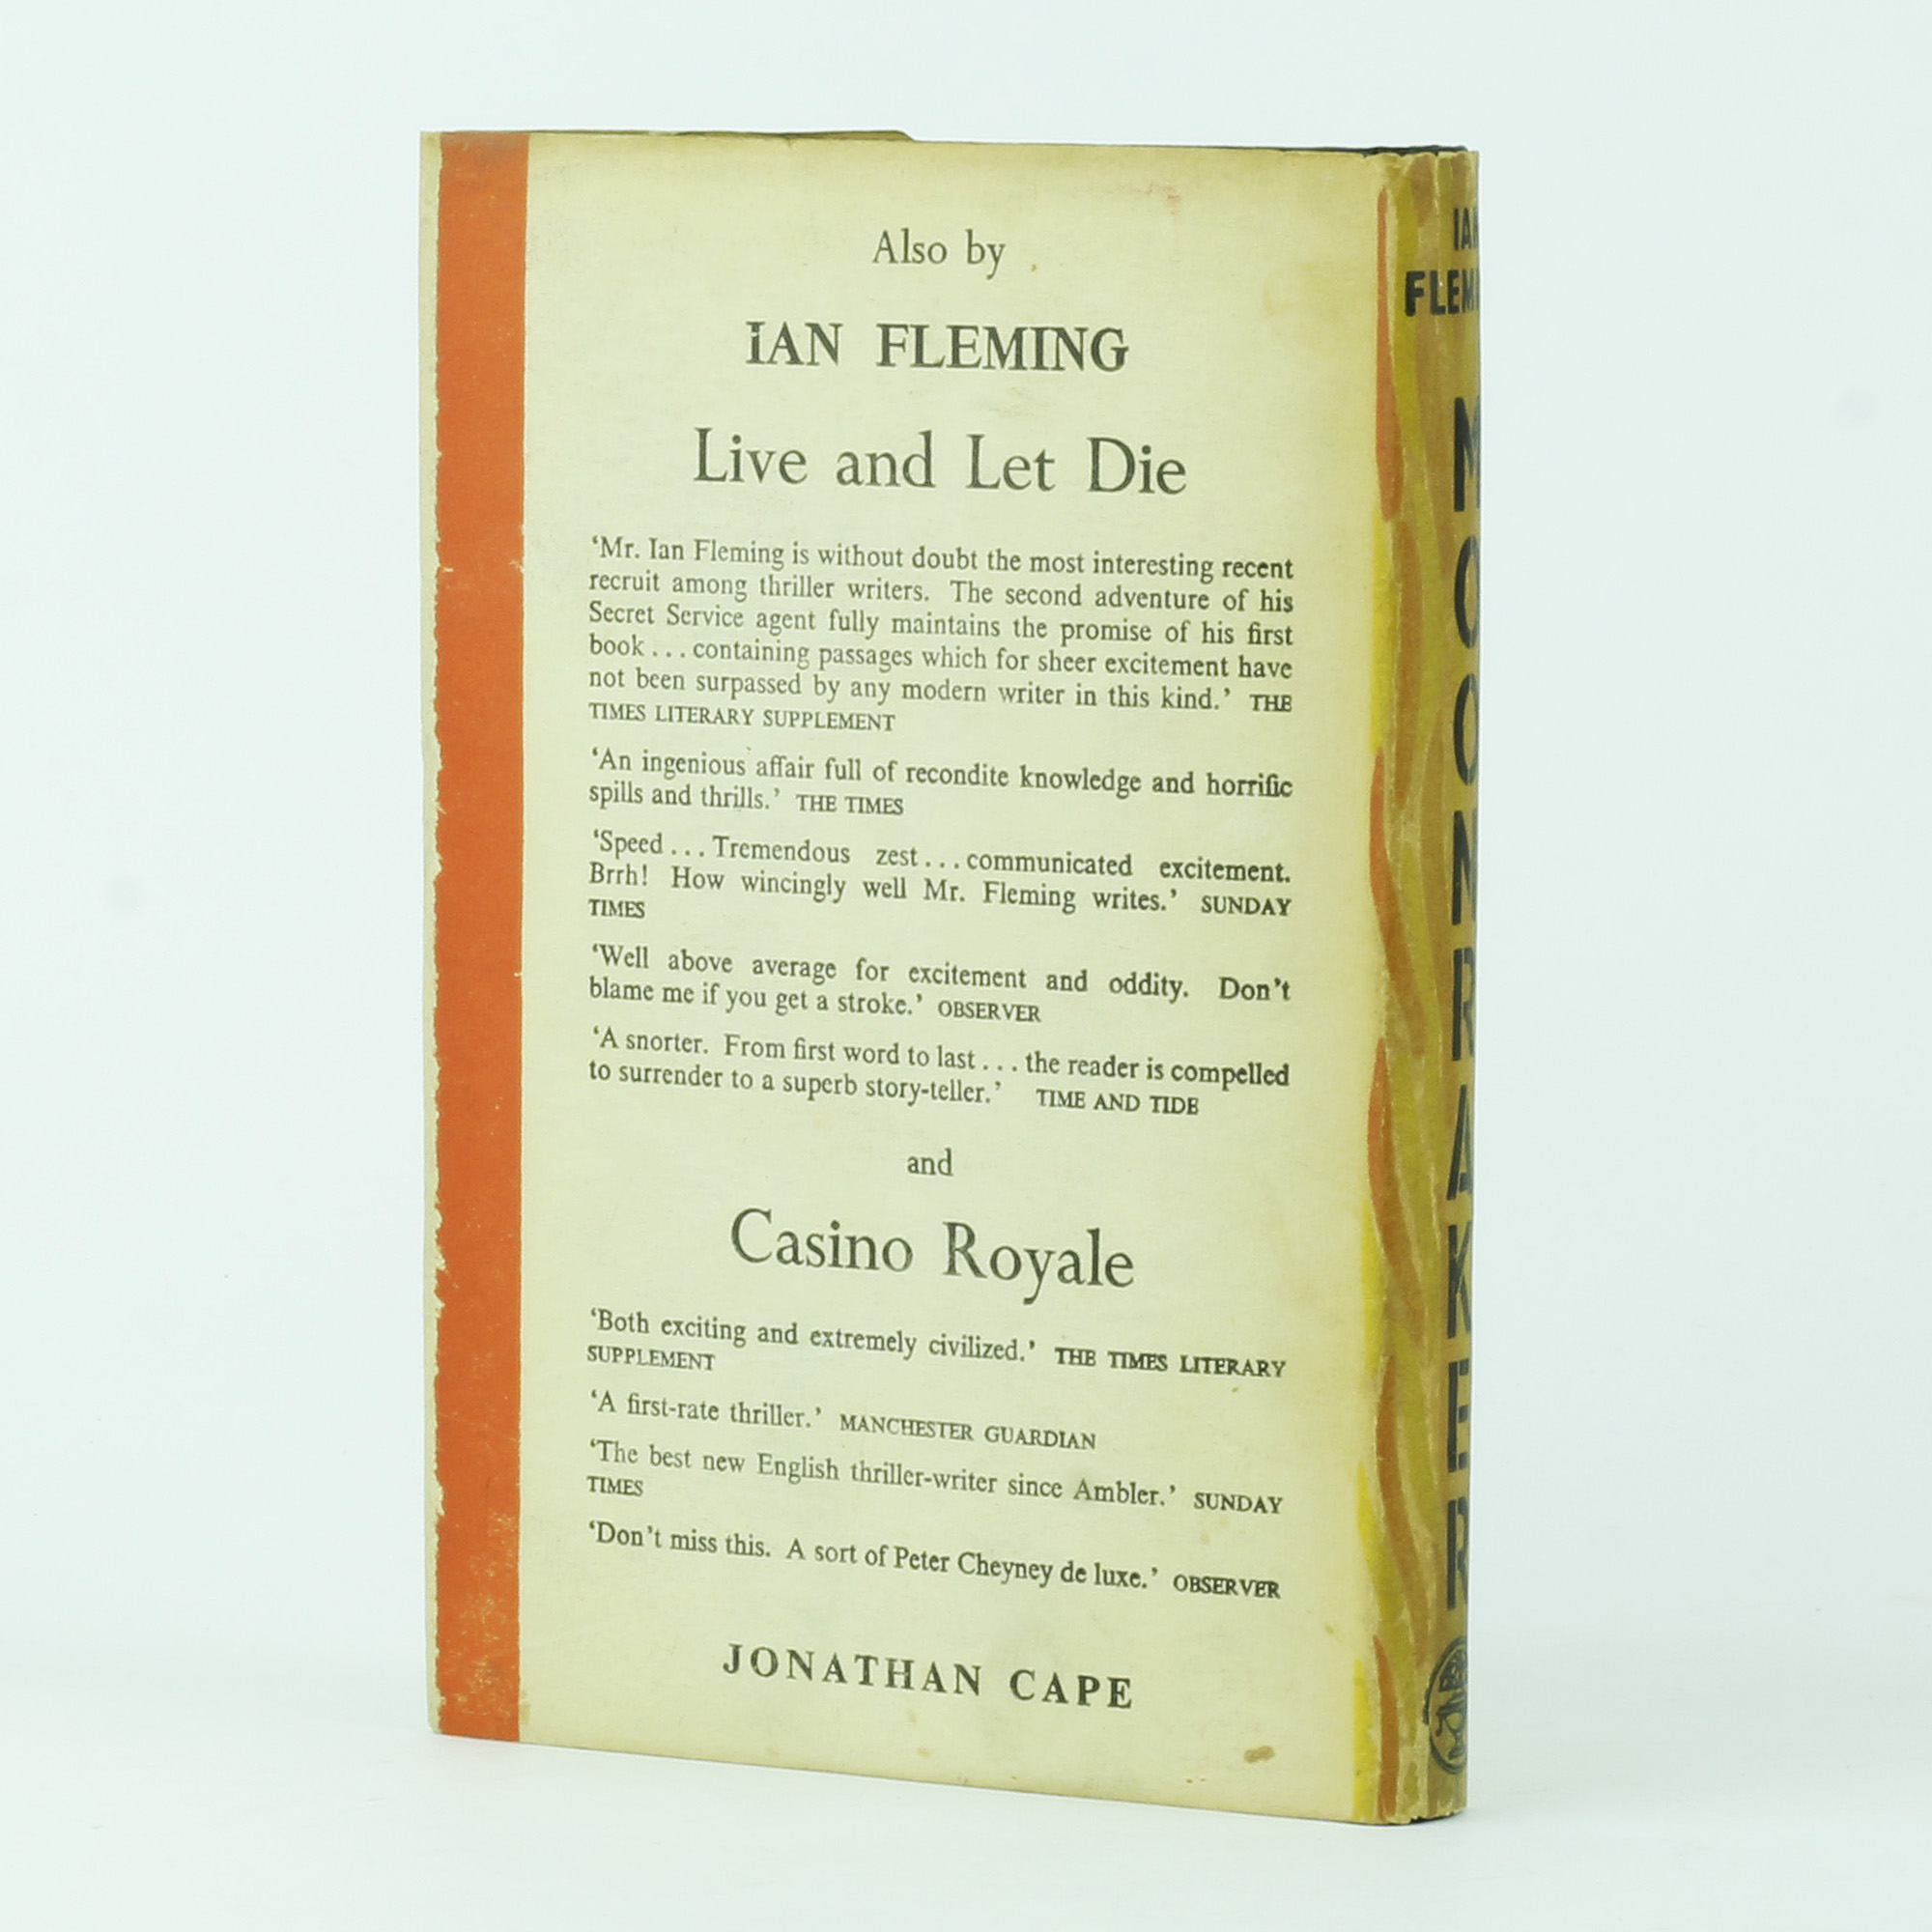 Also by
IAN FLEMING
Live and Let Die
‘Mr. Ian Fleming is without doubt the most interesting recent
recruit among thriller writers. The second adventure of his
Secret Service agent fully maintains the promise of his first
book . . . containing passages which for sheer excitement have
not been surpassed by any modern writer in this kind.’ THE
TIMES LITERARY SUPPLEMENT
‘An ingenious affair full of recondite knowledge and horrific
spills and thrills.’ THE TIMES
‘Speed . . . Tremendous zest . . . communicated excitement.
Brrh! How wincingly well Mr. Fleming writes.’ SUNDAY
TIMES
‘Well above average for excitement and oddity. Don’t
blame me if you get a stroke.’ OBSERVER
‘A snorter. From first word to last . . . the reader is compelled
to surrender to a superb story-teller.’ TIME AND TIDE
and
Casino Royale
‘Both exciting and extremely civilized.’ THE TIMES LITERARY
SUPPLEMENT
‘A first-rate thriller.’ MANCHESTER GUARDIAN
‘The best new English thriller-writer since Ambler.’ SUNDAY
TIMES
‘Don’t miss this. A sort of Peter Cheyney de luxe.’ OBSERVER
JONATHAN CAPE
IAN
FLEM
MOONRAKER